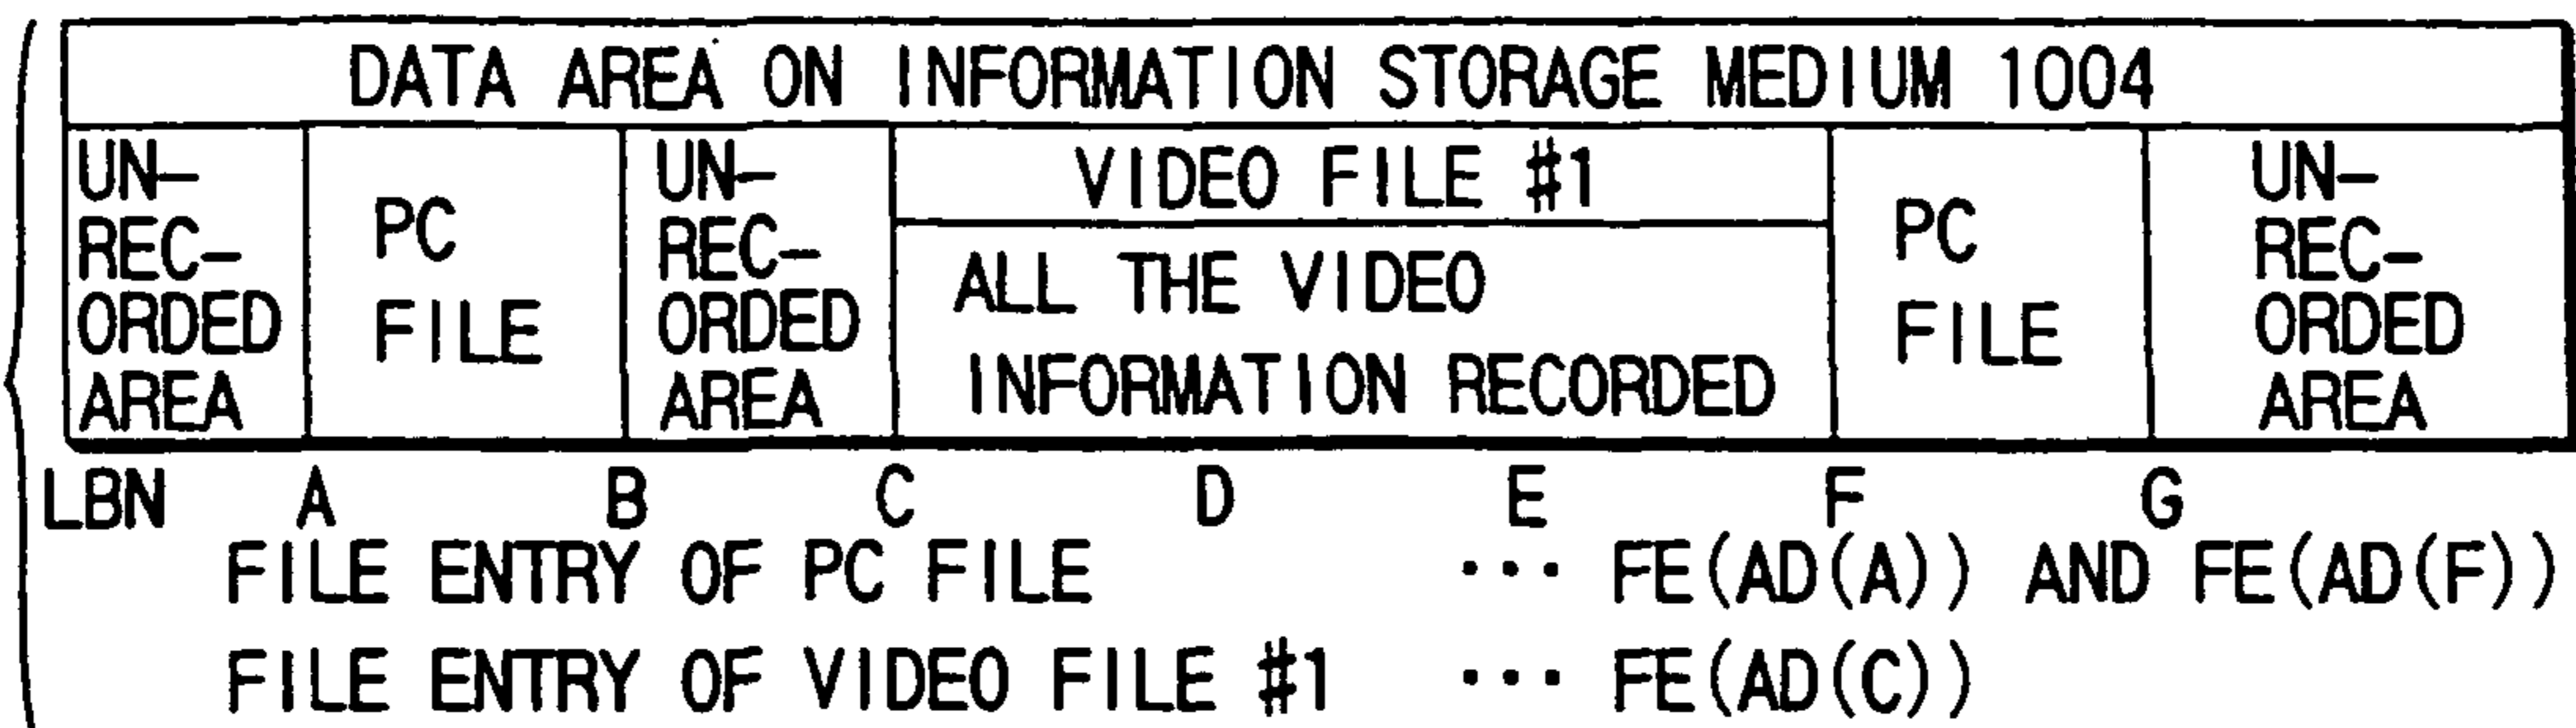 DATA AREA ON INFORMATION STORAGE MEDIUM 1004
UN-
REC-
ORDED
AREA
PC
FILE
UN-
REC-
ORDED
AREA
VIDEO FILE #1
ALL THE VIDEO
INFORMATION RECORDED
PC
FILE
UN-
REC-
ORDED
AREA
LBN A B C D E F G
FILE ENTRY OF PC FILE ··· FE(AD(A)) AND FE(AD(F))
FILE ENTRY OF VIDEO FILE #1 ··· FE(AD(C))